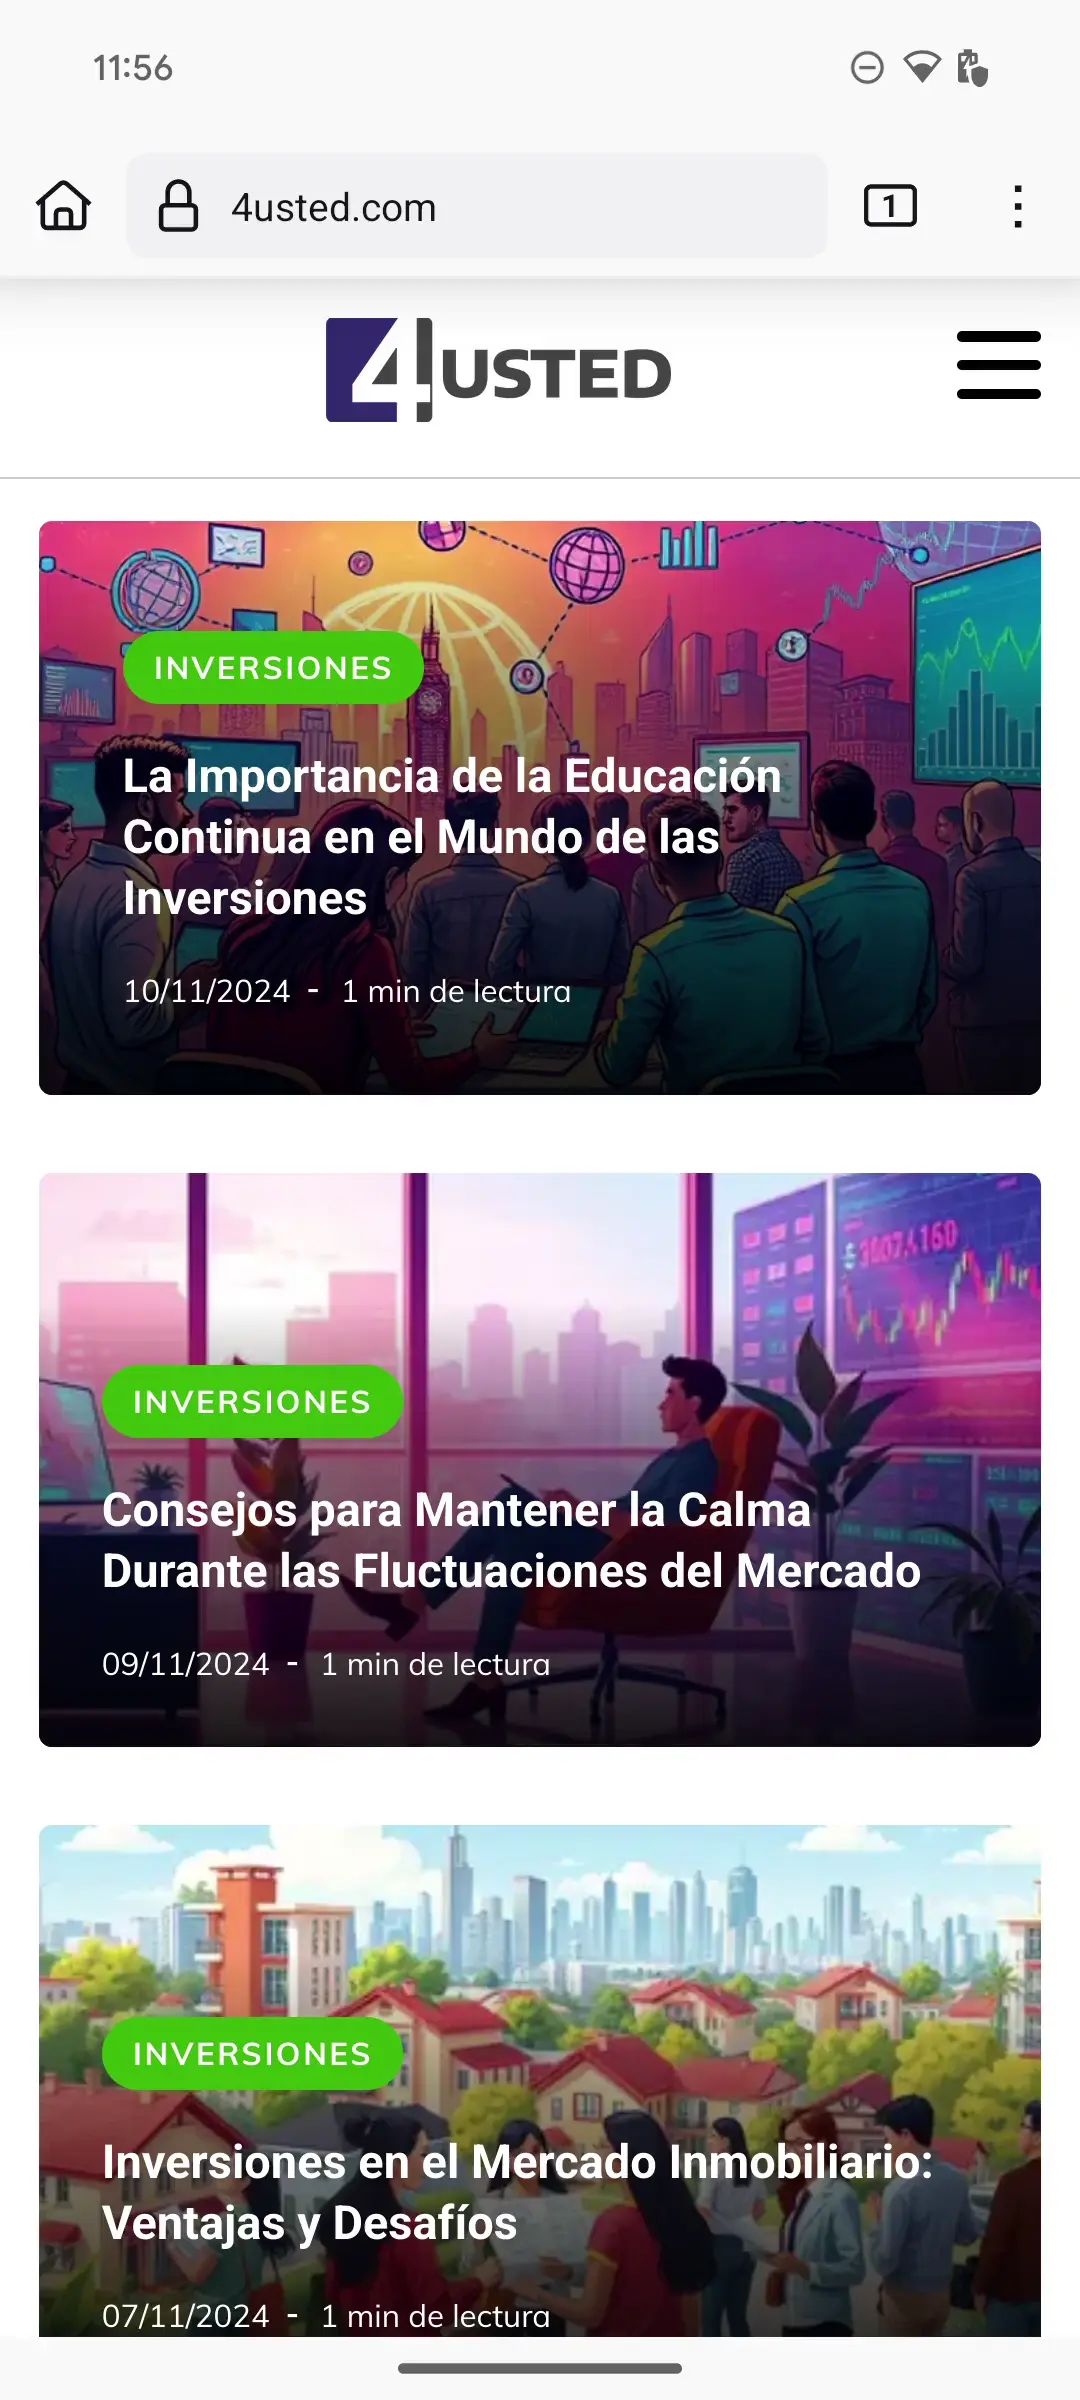 11:56
4usted.com
1
4USTED
INVERSIONES
La Importancia de la Educación
Continua en el Mundo de las
Inversiones
10/11/2024 - 1 min de lectura
INVERSIONES
Consejos para Mantener la Calma
Durante las Fluctuaciones del Mercado
09/11/2024 - 1 min de lectura
INVERSIONES
Inversiones en el Mercado Inmobiliario:
Ventajas y Desafíos
07/11/2024 - 1 min de lectura